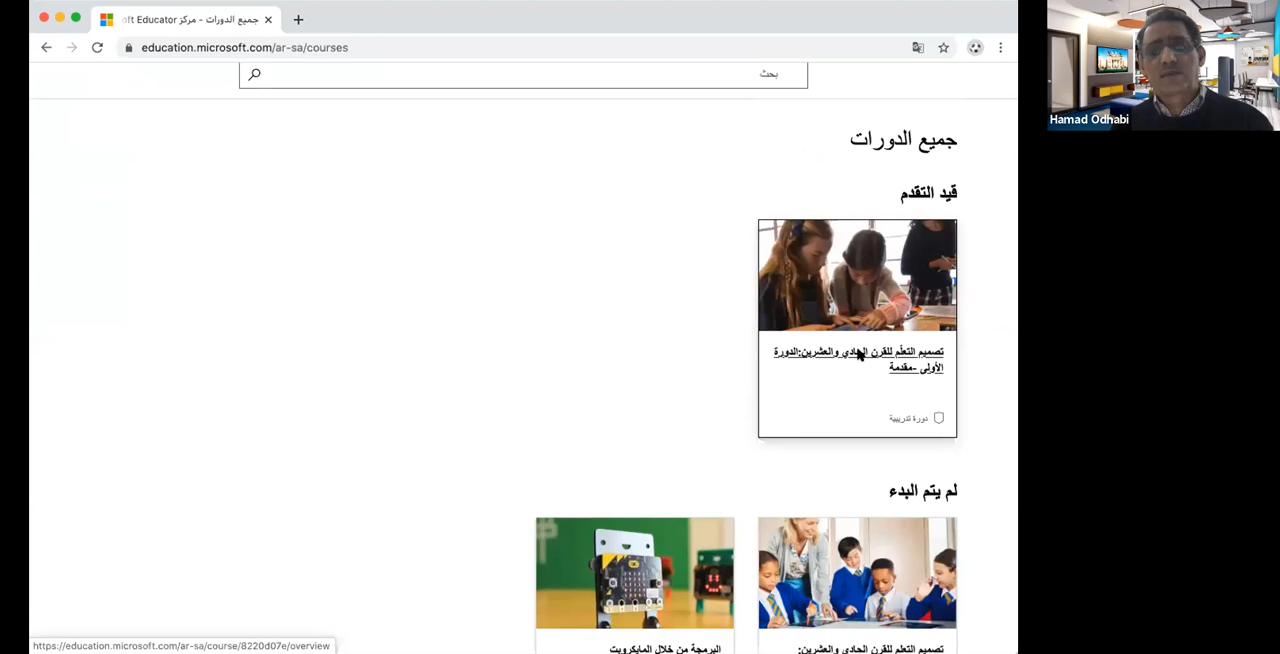 جميع الدورات - مركز oft Educator
education.microsoft.com/ar-sa/courses
بحث
جميع الدورات
قيد التقدم
تصميم التعلّم للقرن الحادي والعشرين:الدورة
الأولى -مقدمة
دورة تدريبية
لم يتم البدء
تصميم التعلم للقرن الحادي والعشرين:
البرمجة من خلال المايكروبت
https://education.microsoft.com/ar-sa/course/8220d07e/overview
Hamad Odhabi